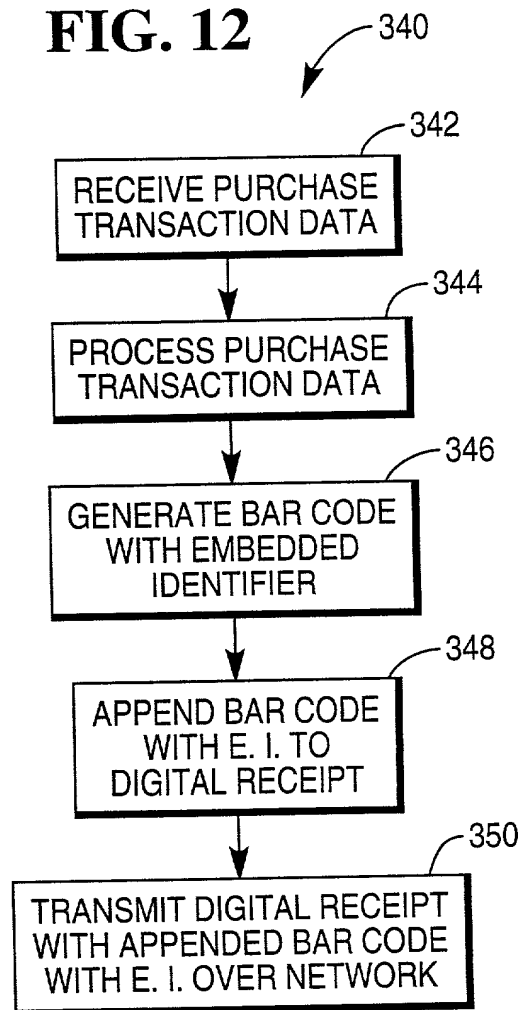 FIG. 12
340
342
RECEIVE PURCHASE
TRANSACTION DATA
344
PROCESS PURCHASE
TRANSACTION DATA
346
GENERATE BAR CODE
WITH EMBEDDED
IDENTIFIER
348
APPEND BAR CODE
WITH E. I. TO
DIGITAL RECEIPT
350
TRANSMIT DIGITAL RECEIPT
WITH APPENDED BAR CODE
WITH E. I. OVER NETWORK